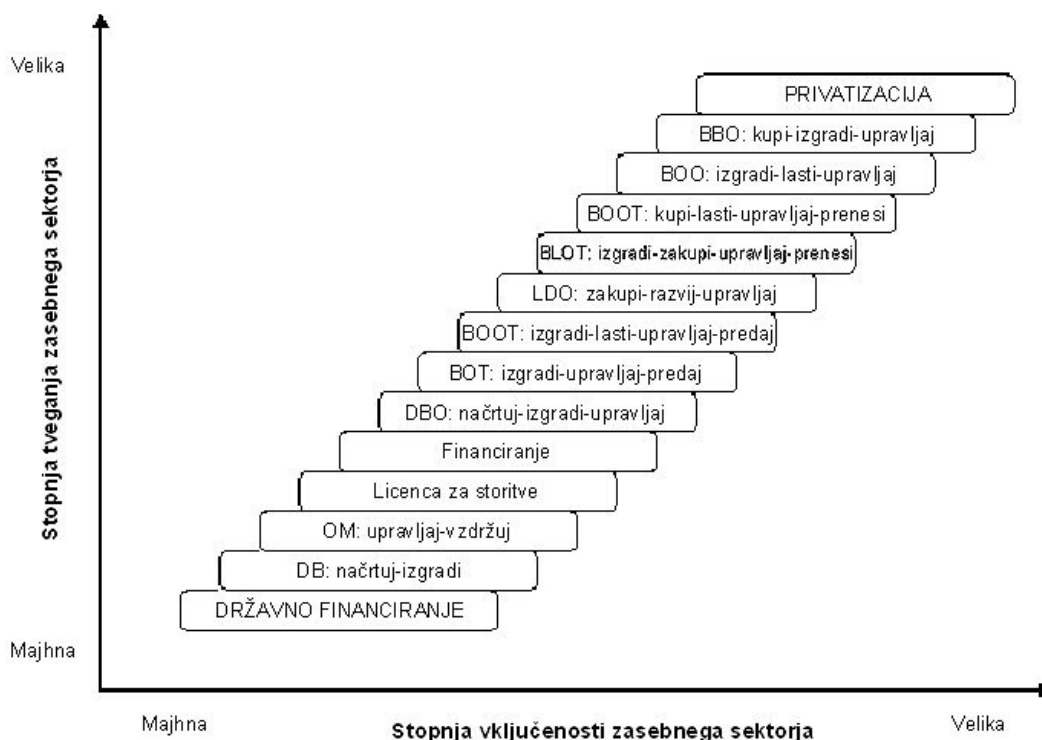 Velika
PRIVATIZACIJA
BBO: kupi-izgradi-upravljaj
BOO: izgradi-lasti-upravljaj
BOOT: kupi-lasti-upravljaj-prenesi
BLOT: izgradi-zakupi-upravljaj-prenesi
LDO: zakupi-razvij-upravljaj
BOOT: izgradi-lasti-upravljaj-predaj
BOT: izgradi-upravljaj-predaj
DBO: načrtuj-izgradi-upravljaj
Financiranje
Licenca za storitve
OM: upravljaj-vzdržuj
DB: načrtuj-izgradi
DRŽAVNO FINANCIRANJE
Majhna
Stopnja tveganja zasebnega sektorja
Majhna
Stopnja vključenosti zasebnega sektorja
Velika